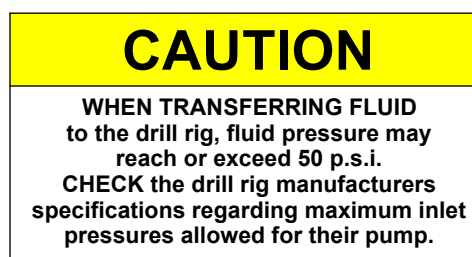 CAUTION
WHEN TRANSFERRING FLUID
to the drill rig, fluid pressure may
reach or exceed 50 p.s.i.
CHECK the drill rig manufacturers
specifications regarding maximum inlet
pressures allowed for their pump.